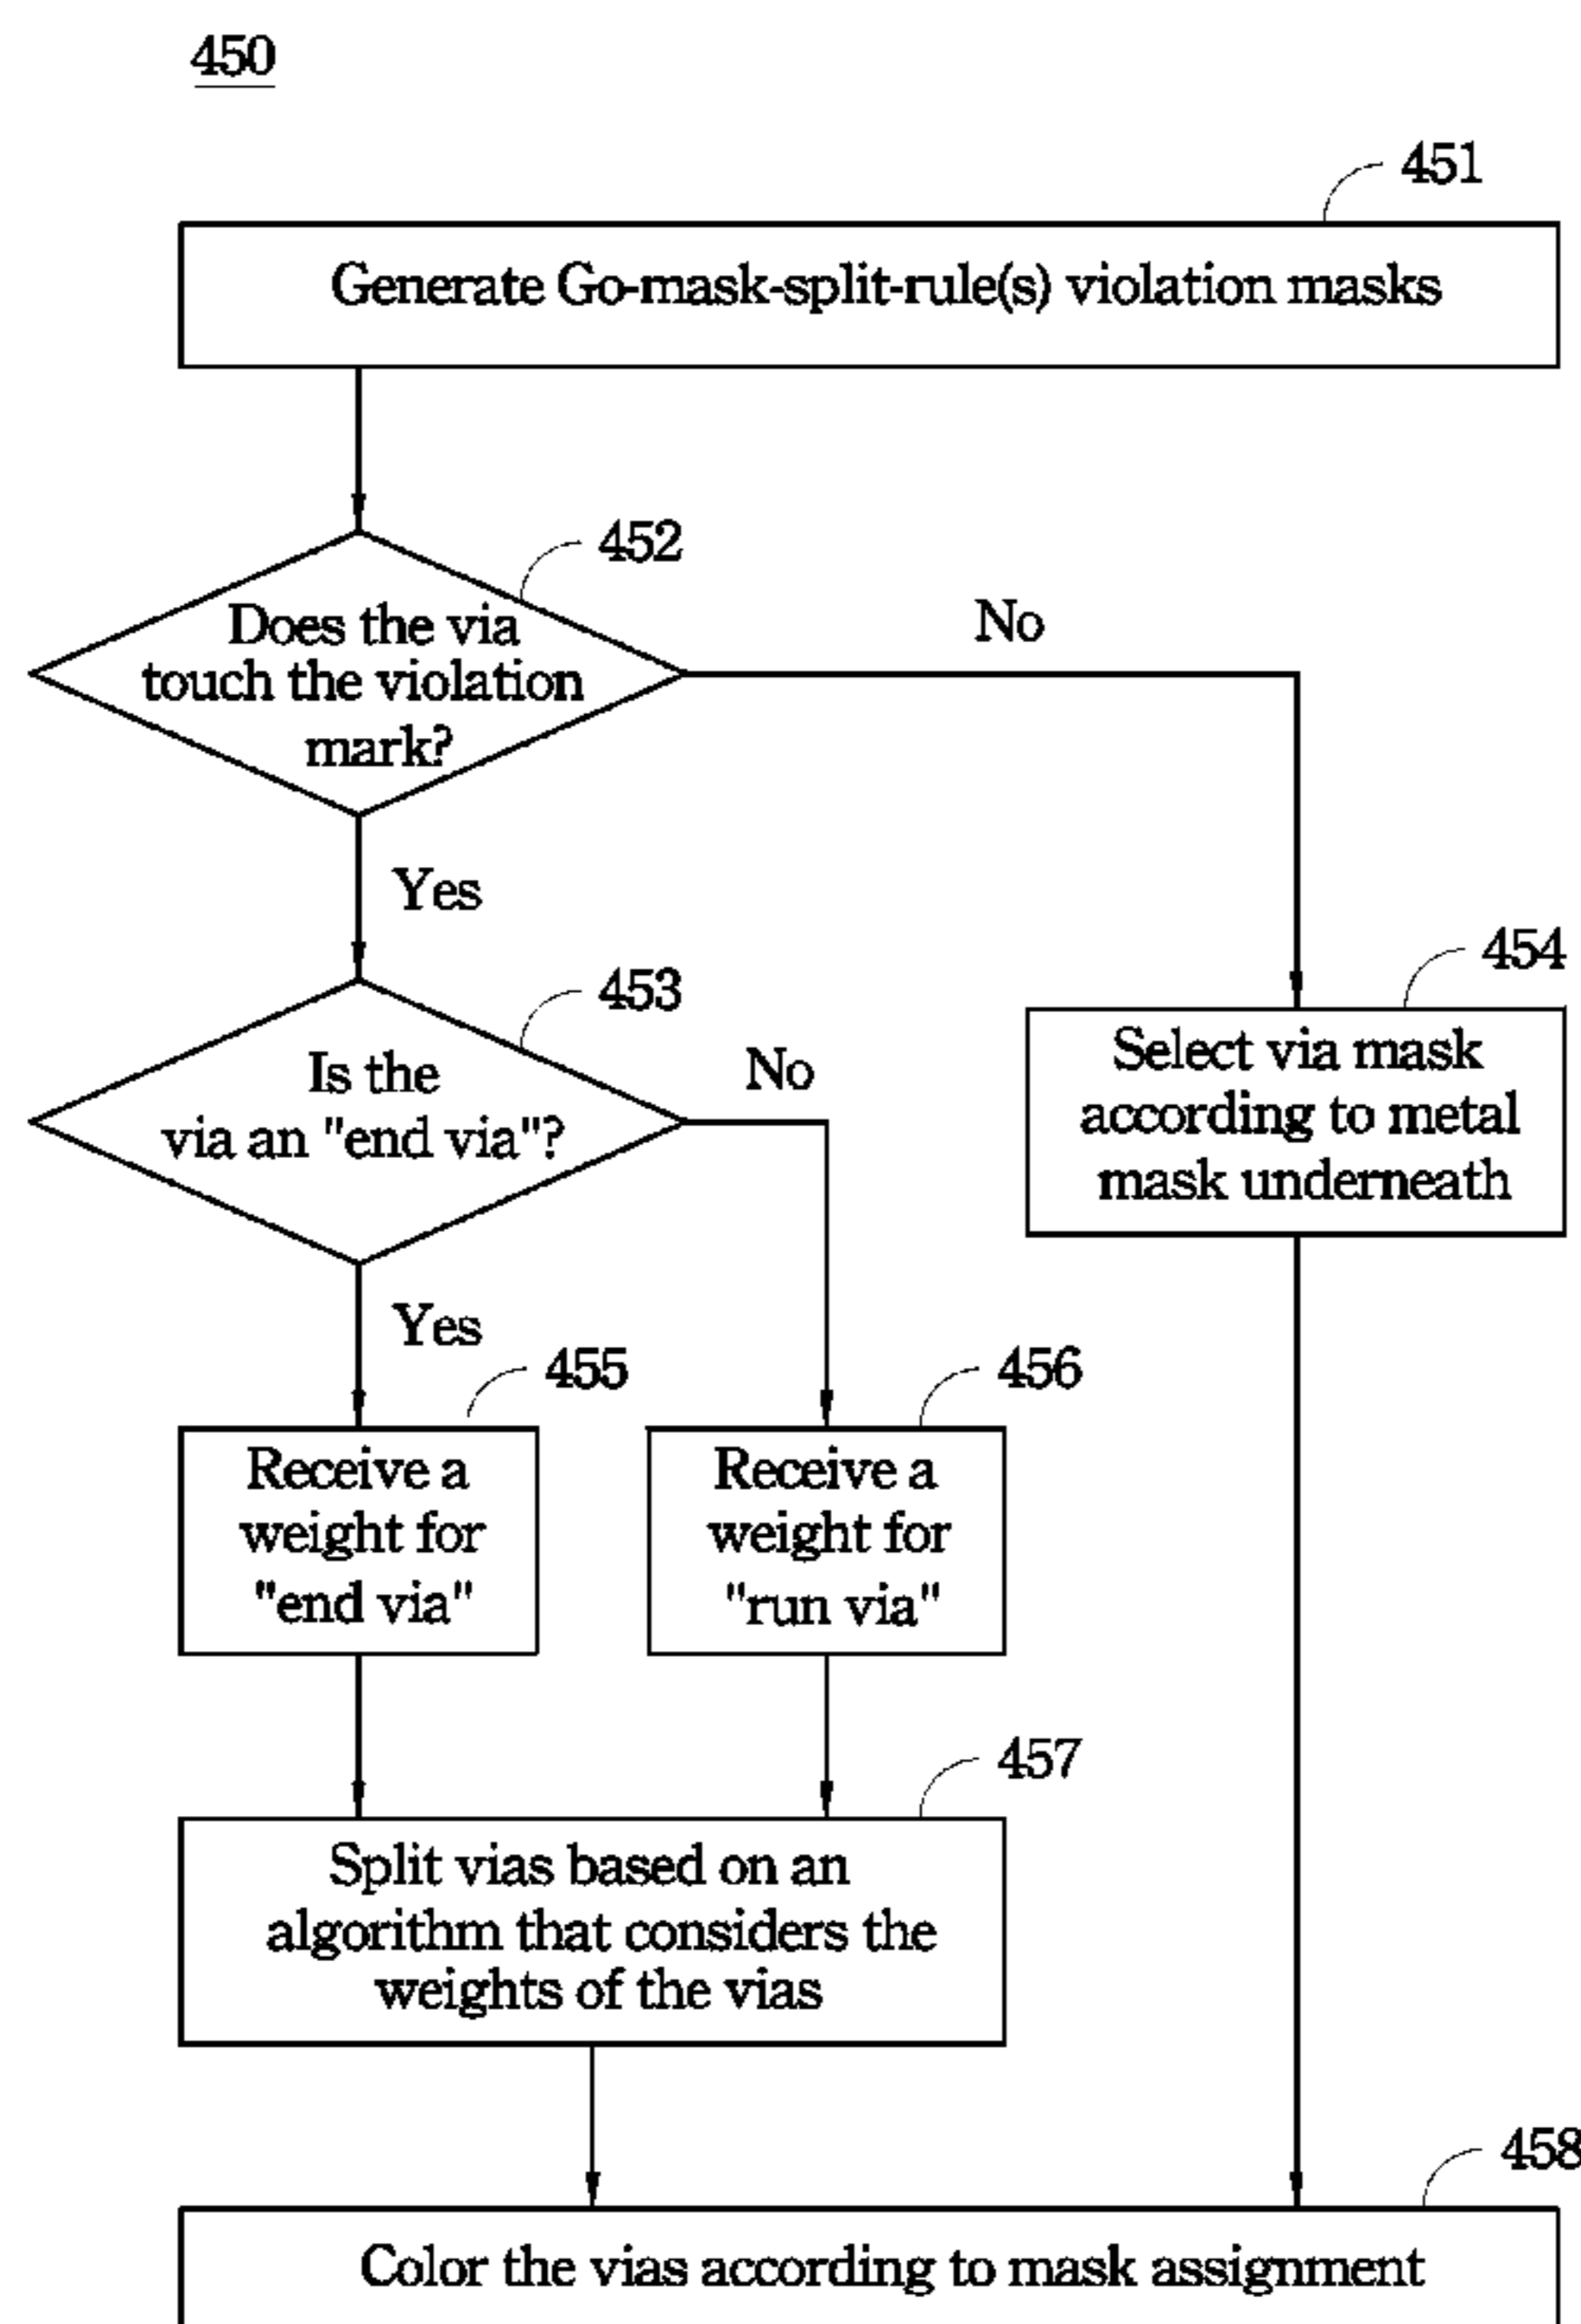 450
451
Generate Go-mask-split-rule(s) violation masks
452
Does the via
touch the violation
mark?
No
Yes
453
Is the
via an "end via"?
No
454
Select via mask
according to metal
mask underneath
Yes
455
Receive a
weight for
"end via"
456
Receive a
weight for
"run via"
457
Split vias based on an
algorithm that considers the
weights of the vias
458
Color the vias according to mask assignment